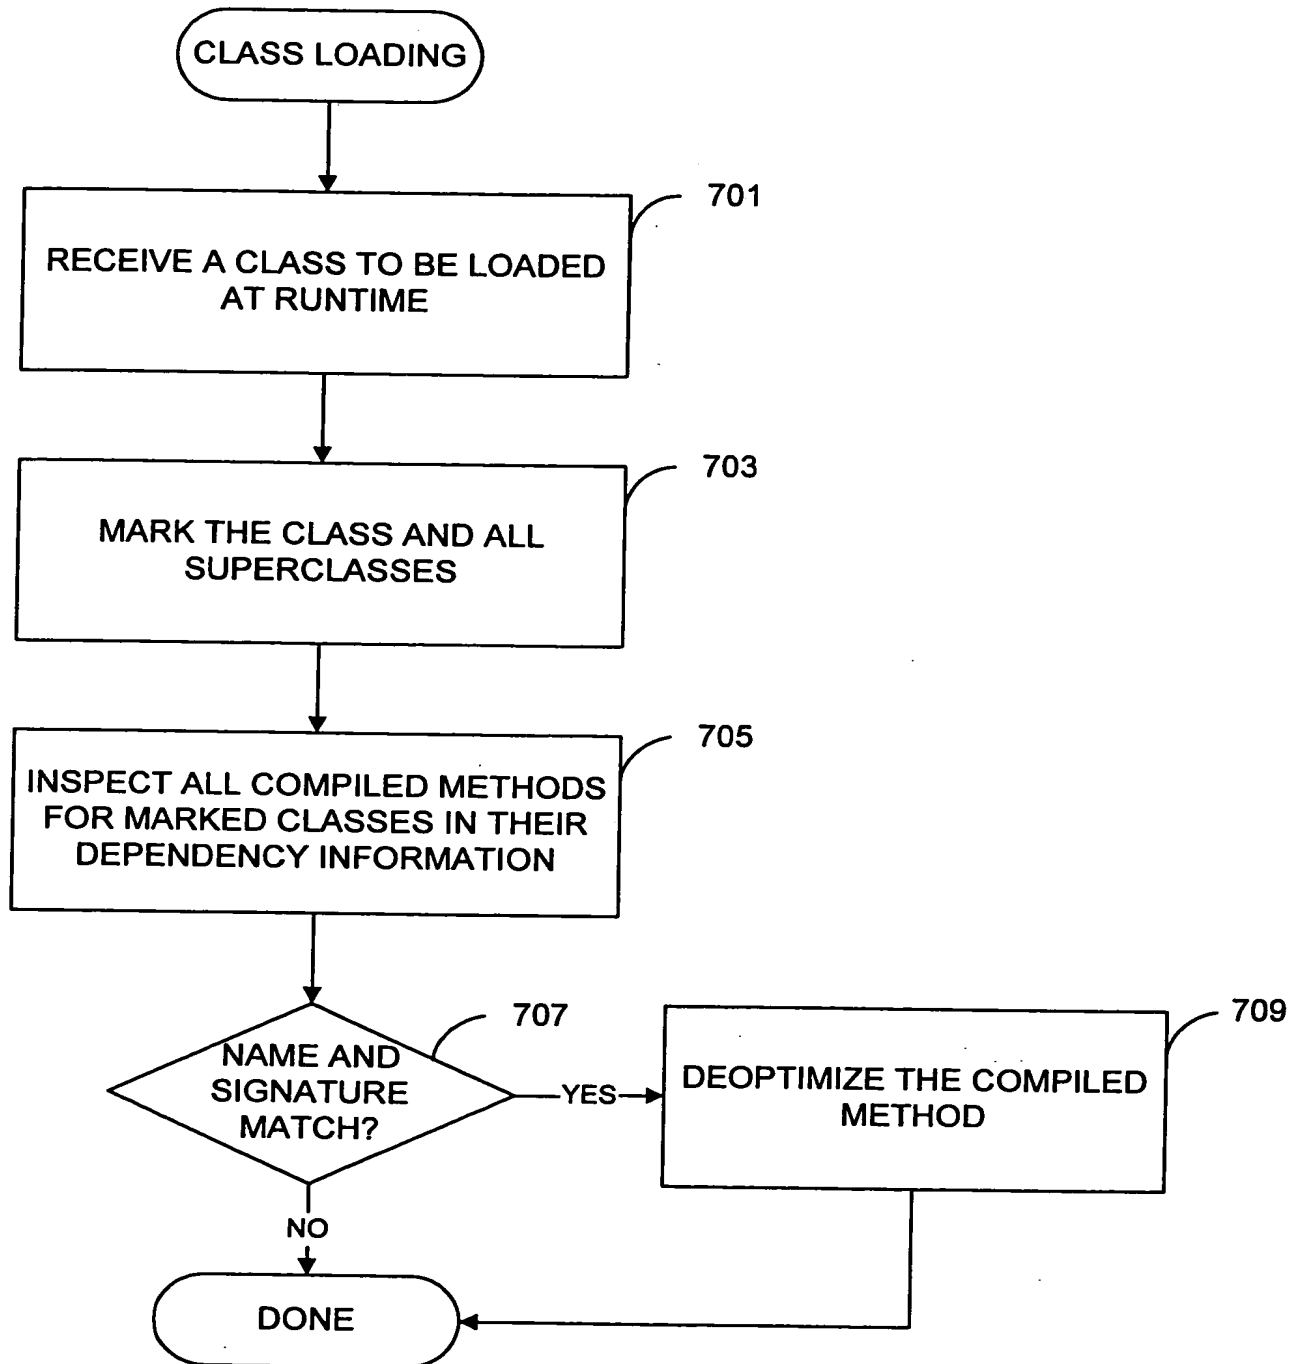 CLASS LOADING
701
RECEIVE A CLASS TO BE LOADED
AT RUNTIME
703
MARK THE CLASS AND ALL
SUPERCLASSES
705
INSPECT ALL COMPILED METHODS
FOR MARKED CLASSES IN THEIR
DEPENDENCY INFORMATION
707
NAME AND
SIGNATURE
MATCH?
YES
709
DEOPTIMIZE THE COMPILED
METHOD
NO
DONE